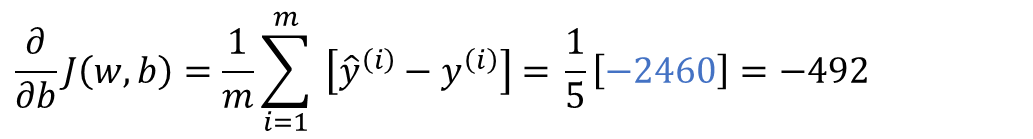 ∂/∂b J(w, b) = 1/m ∑_{i=1}^{m} [ŷ^(i) − y^(i)] = 1/5 [−2460] = −492